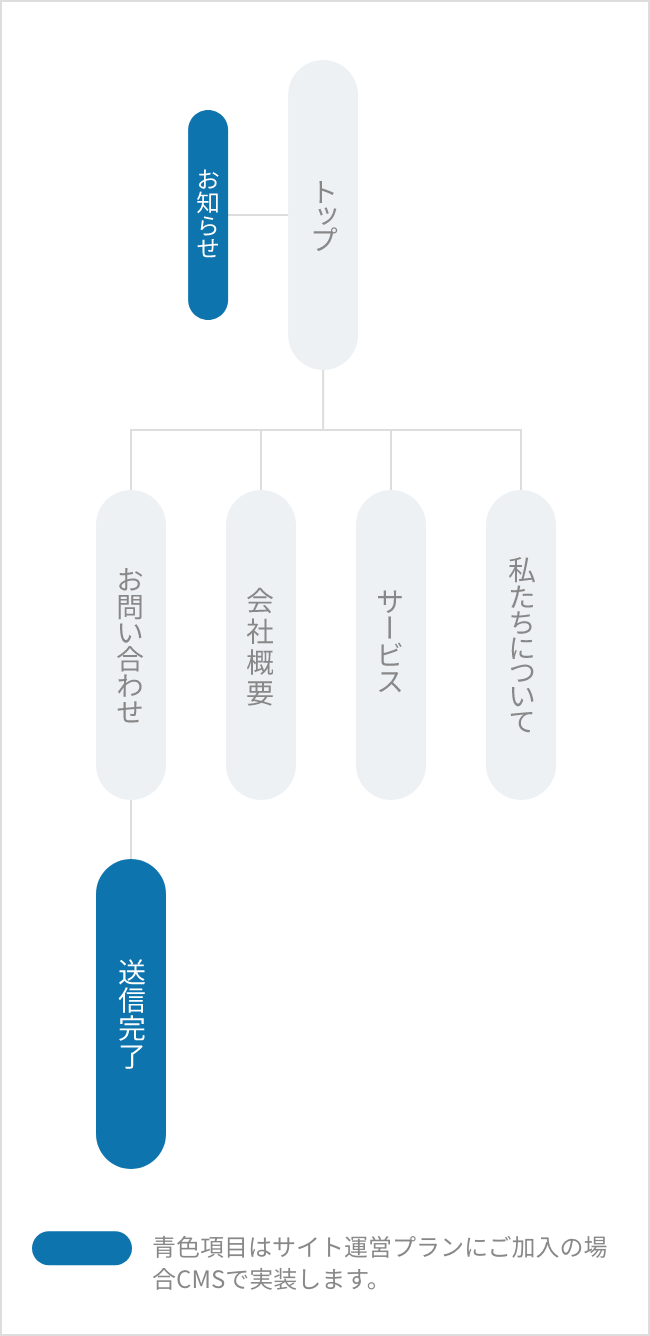 トップ
お知らせ
私たちについて
サービス
会社概要
お問い合わせ
送信完了
青色項目はサイト運営プランにご加入の場
合CMSで実装します。